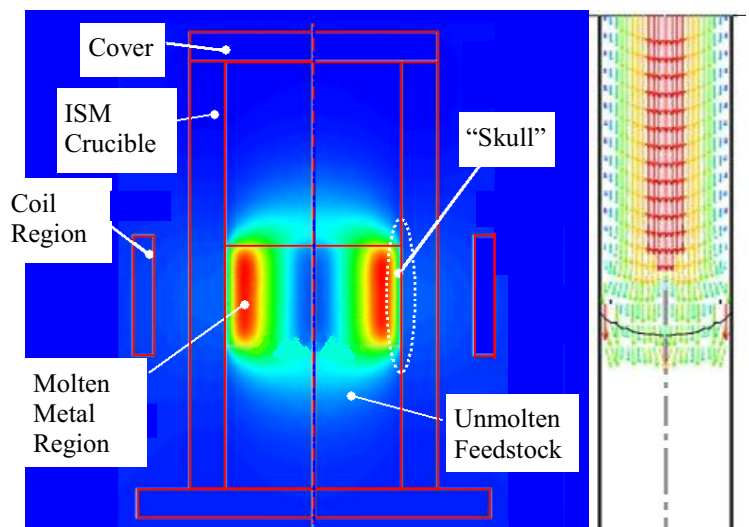 Cover
ISM
Crucible
“Skull”
Coil
Region
Molten
Metal
Region
Unmolten
Feedstock